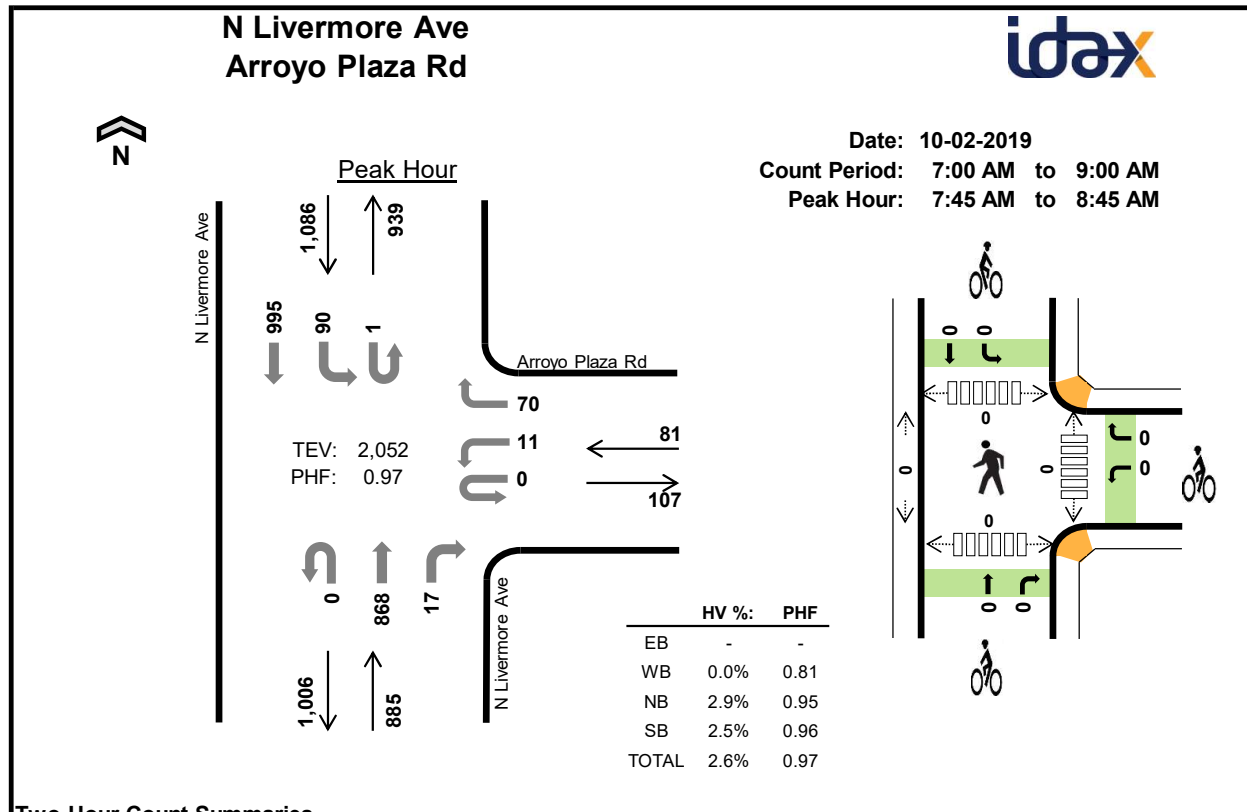 N Livermore Ave
Arroyo Plaza Rd
idax
N
Date: 10-02-2019
Count Period: 7:00 AM to 9:00 AM
Peak Hour: 7:45 AM to 8:45 AM
Peak Hour
N Livermore Ave
1,086
939
995
90
1
Arroyo Plaza Rd
70
11
81
0
107
TEV: 2,052
PHF: 0.97
0
868
17
N Livermore Ave
1,006
885
HV %: PHF
EB - -
WB 0.0% 0.81
NB 2.9% 0.95
SB 2.5% 0.96
TOTAL 2.6% 0.97
0 0
0
0
0
0
0
0
0 0
Two-Hour Count Summaries